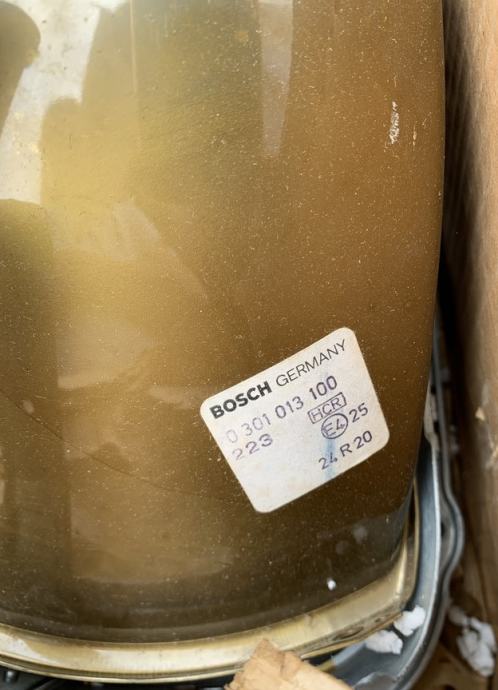 BOSCH GERMANY
0 301 013 100
223 HCR
E4 25
24 R 20